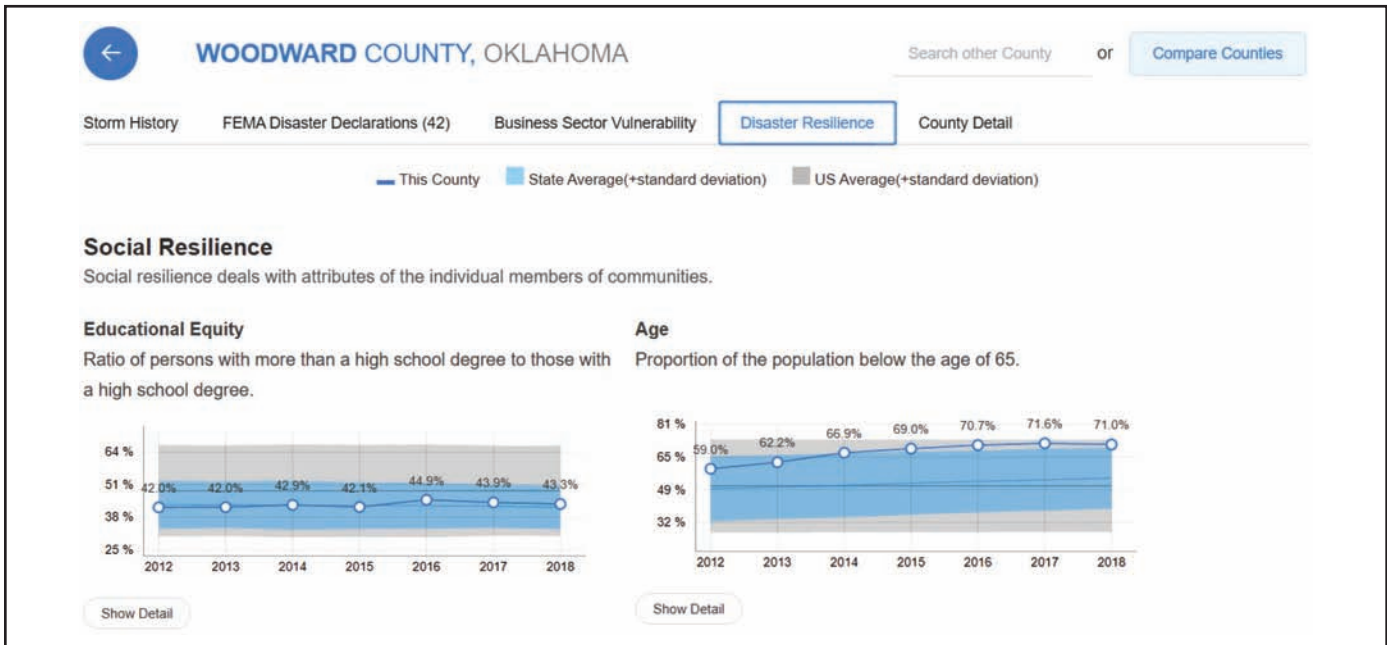 WOODWARD COUNTY, OKLAHOMA
Search other County or Compare Counties
Storm History FEMA Disaster Declarations (42) Business Sector Vulnerability Disaster Resilience County Detail
This County State Average(+standard deviation) US Average(+standard deviation)
Social Resilience
Social resilience deals with attributes of the individual members of communities.
Educational Equity
Ratio of persons with more than a high school degree to those with
a high school degree.
64 %
51 %
38 %
25 %
42.0% 42.0% 42.9% 42.1% 44.9% 43.9% 43.3%
2012 2013 2014 2015 2016 2017 2018
Show Detail
Age
Proportion of the population below the age of 65.
81 %
65 %
49 %
32 %
59.0% 62.2% 66.9% 69.0% 70.7% 71.6% 71.0%
2012 2013 2014 2015 2016 2017 2018
Show Detail